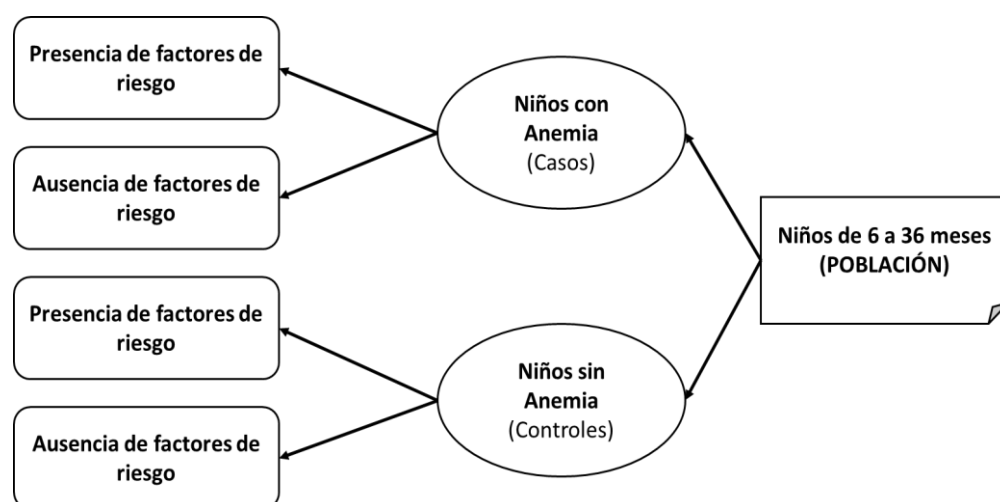 Presencia de factores de
riesgo
Ausencia de factores de
riesgo
Presencia de factores de
riesgo
Ausencia de factores de
riesgo
Niños con
Anemia
(Casos)
Niños sin
Anemia
(Controles)
Niños de 6 a 36 meses
(POBLACIÓN)